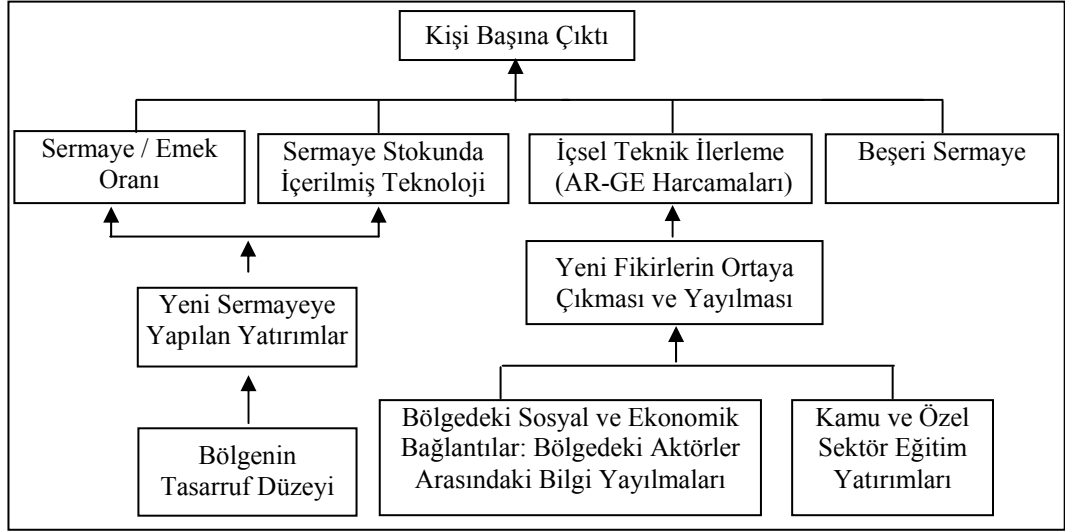 Kişi Başına Çıktı
Sermaye / Emek
Oranı
Sermaye Stokunda
İçerilmiş Teknoloji
İçsel Teknik İlerleme
(AR-GE Harcamaları)
Beşeri Sermaye
Yeni Fikirlerin Ortaya
Çıkması ve Yayılması
Yeni Sermayeye
Yapılan Yatırımlar
Bölgenin
Tasarruf Düzeyi
Bölgedeki Sosyal ve Ekonomik
Bağlantılar: Bölgedeki Aktörler
Arasındaki Bilgi Yayılmaları
Kamu ve Özel
Sektör Eğitim
Yatırımları